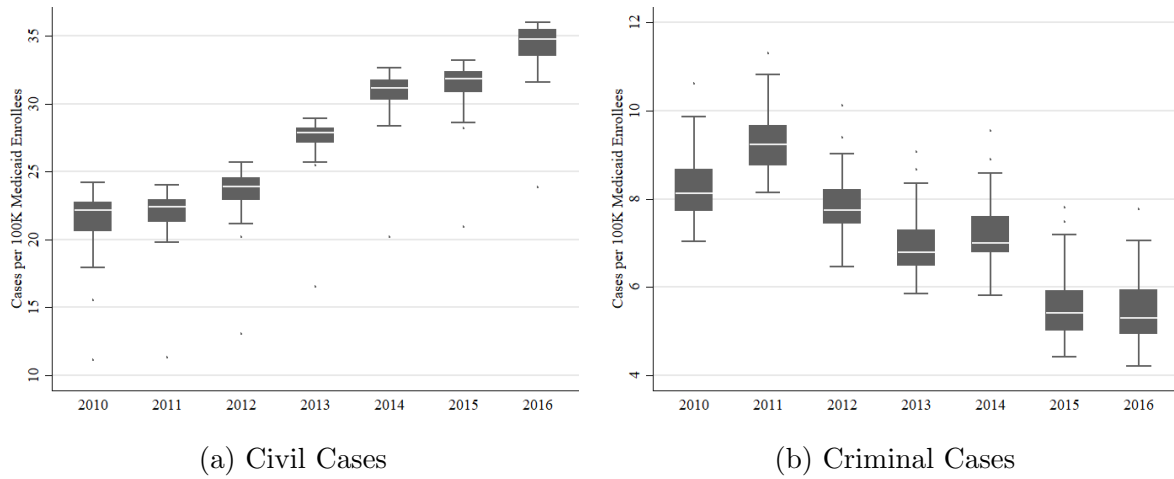 Cases per 100K Medicaid Enrollees
35
30
25
20
15
10
2010 2011 2012 2013 2014 2015 2016
(a) Civil Cases
Cases per 100K Medicaid Enrollees
12
10
8
6
4
2010 2011 2012 2013 2014 2015 2016
(b) Criminal Cases